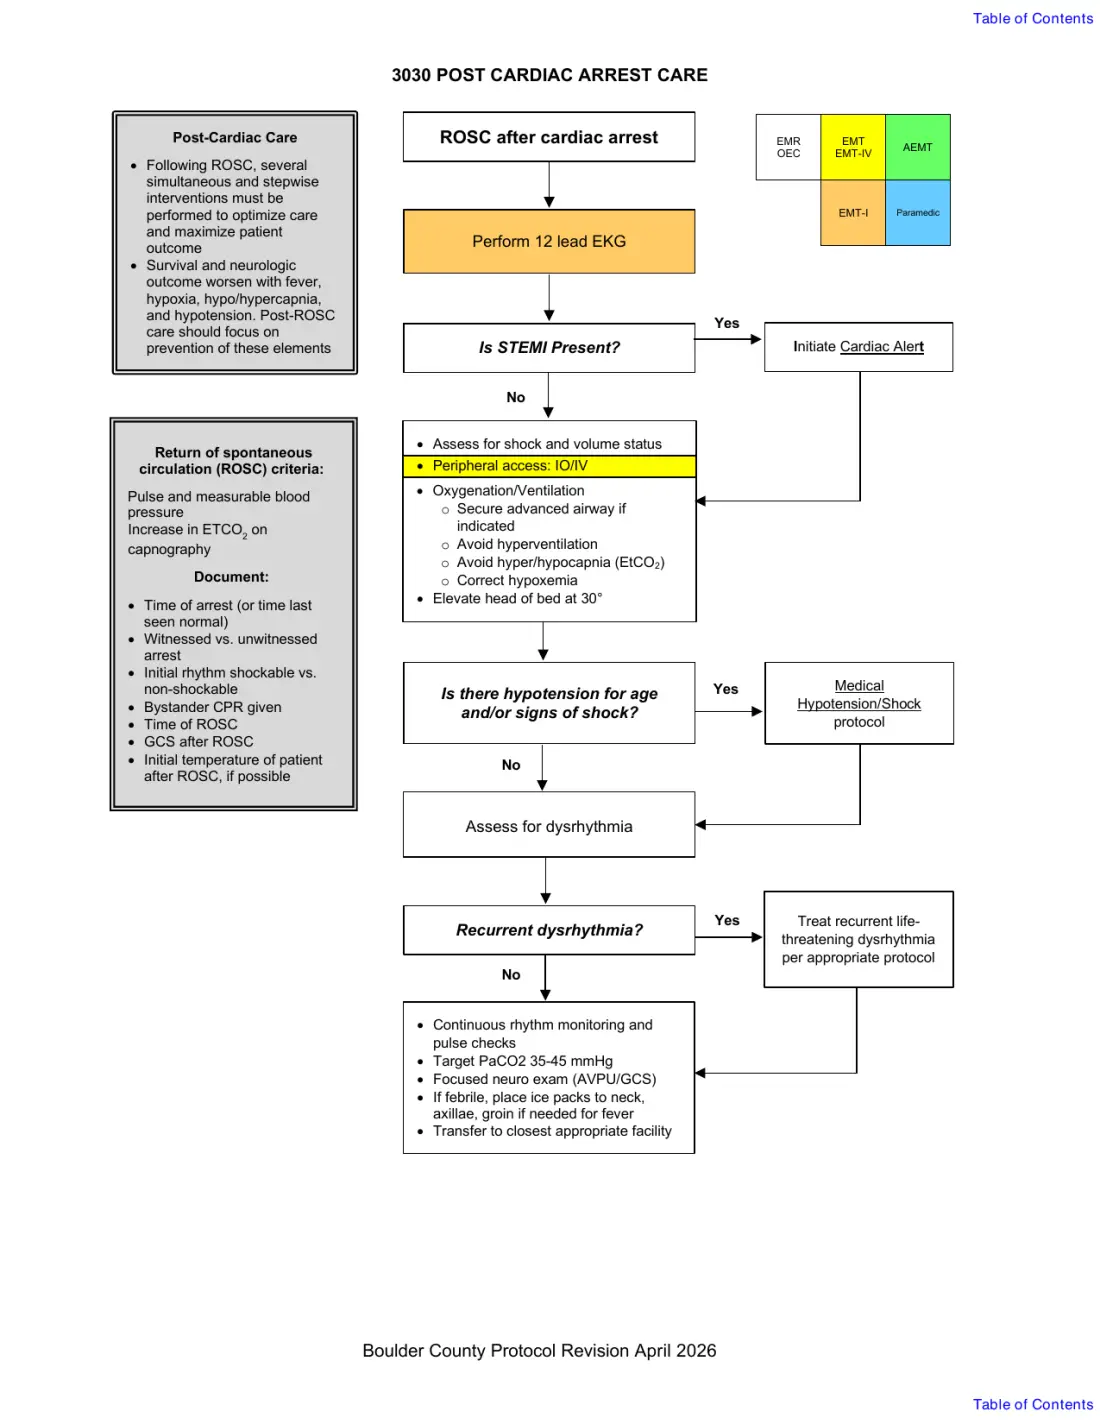 Table of Contents
3030 POST CARDIAC ARREST CARE
Post-Cardiac Care
• Following ROSC, several
simultaneous and stepwise
interventions must be
performed to optimize care
and maximize patient
outcome
• Survival and neurologic
outcome worsen with fever,
hypoxia, hypo/hypercapnia,
and hypotension. Post-ROSC
care should focus on
prevention of these elements
Return of spontaneous
circulation (ROSC) criteria:
Pulse and measurable blood
pressure
Increase in ETCO2 on
capnography
Document:
• Time of arrest (or time last
seen normal)
• Witnessed vs. unwitnessed
arrest
• Initial rhythm shockable vs.
non-shockable
• Bystander CPR given
• Time of ROSC
• GCS after ROSC
• Initial temperature of patient
after ROSC, if possible
ROSC after cardiac arrest
EMR
OEC
EMT
EMT-IV
AEMT
EMT-I
Paramedic
Perform 12 lead EKG
Is STEMI Present?
Yes
Initiate Cardiac Alert
No
• Assess for shock and volume status
• Peripheral access: IO/IV
• Oxygenation/Ventilation
o Secure advanced airway if
indicated
o Avoid hyperventilation
o Avoid hyper/hypocapnia (EtCO2)
o Correct hypoxemia
• Elevate head of bed at 30°
Is there hypotension for age
and/or signs of shock?
Yes
Medical
Hypotension/Shock
protocol
No
Assess for dysrhythmia
Recurrent dysrhythmia?
Yes
Treat recurrent life-
threatening dysrhythmia
per appropriate protocol
No
• Continuous rhythm monitoring and
pulse checks
• Target PaCO2 35-45 mmHg
• Focused neuro exam (AVPU/GCS)
• If febrile, place ice packs to neck,
axillae, groin if needed for fever
• Transfer to closest appropriate facility
Boulder County Protocol Revision April 2026
Table of Contents